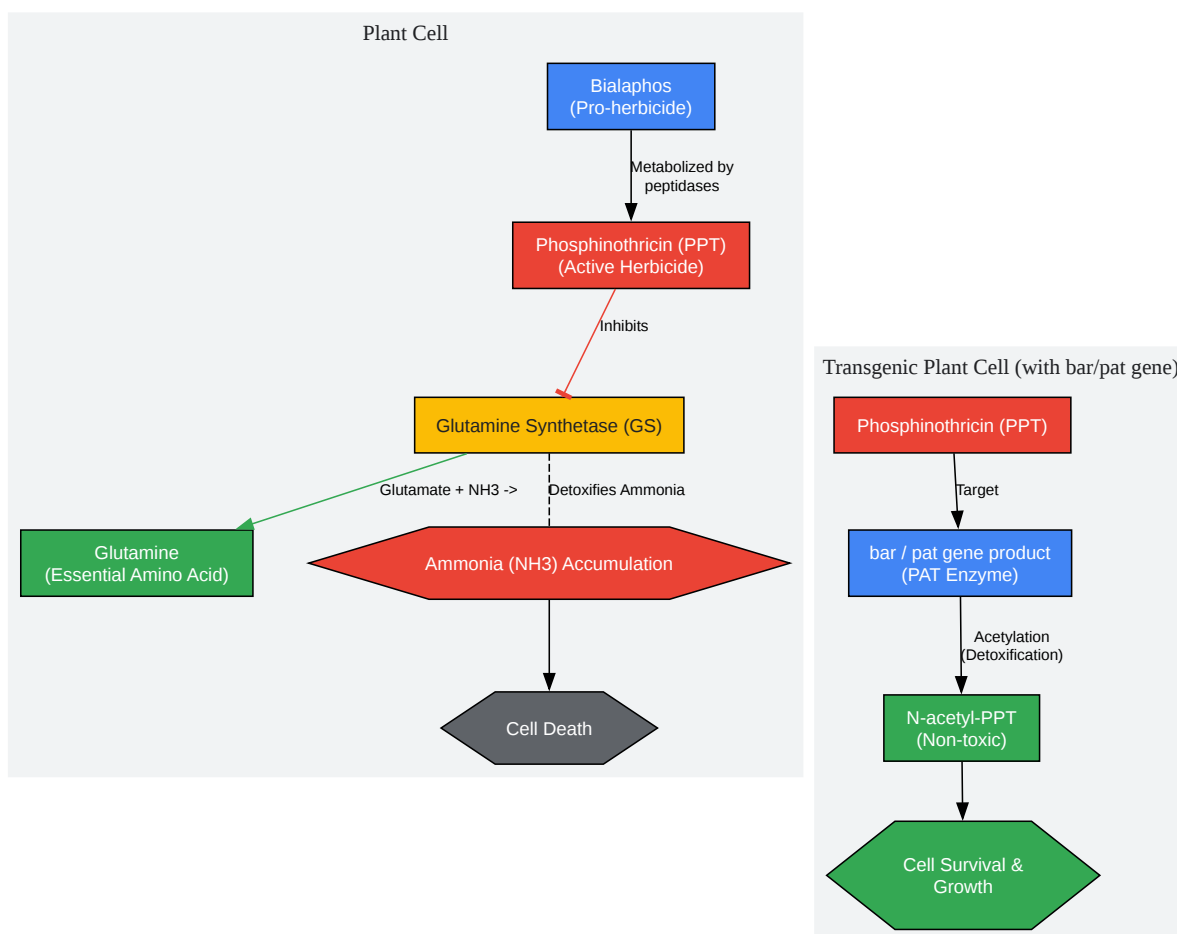 Plant Cell
Bialaphos
(Pro-herbicide)
Metabolized by
peptidases
Phosphinothricin (PPT)
(Active Herbicide)
Inhibits
Glutamine Synthetase (GS)
Glutamate + NH3 ->
Detoxifies Ammonia
Glutamine
(Essential Amino Acid)
Ammonia (NH3) Accumulation
Cell Death
Transgenic Plant Cell (with bar/pat gene)
Phosphinothricin (PPT)
Target
bar / pat gene product
(PAT Enzyme)
Acetylation
(Detoxification)
N-acetyl-PPT
(Non-toxic)
Cell Survival &
Growth